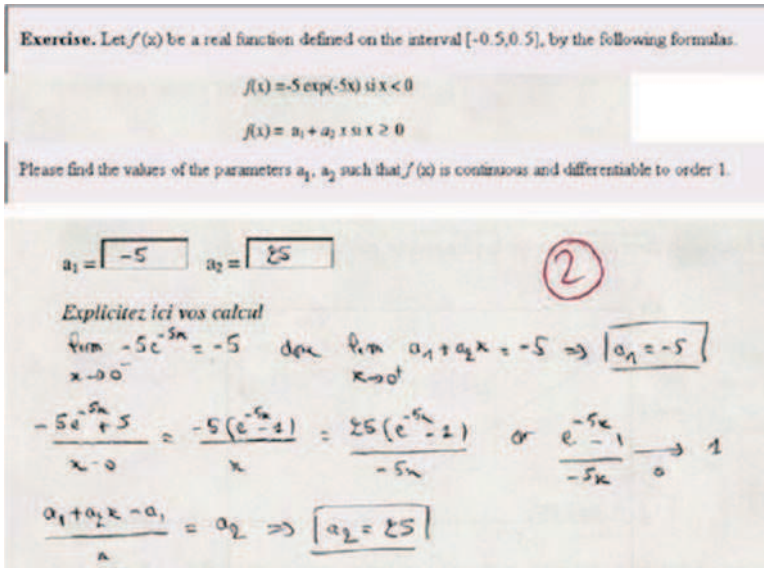 Exercise. Let f (x) be a real function defined on the interval [-0.5,0.5], by the following formulas.
f(x) =-5 exp(-5x) si x < 0
f(x) = a₁ + a₂ x si x ≥ 0
Please find the values of the parameters a₁, a₂ such that f (x) is continuous and differentiable to order 1.
a₁ = -5 a₂ = 25
2
Explicitez ici vos calcul
lim -5e^(-5x) = -5 donc lim a₁ + a₂x = -5 ⇒ a₁ = -5
x→0⁻ x→0⁺
(-5e^(-5x) + 5)/(x-0) = (-5(e^(-5x) - 1))/x = (25(e^(-5x) - 1))/(-5x) or (e^(-5x) - 1)/(-5x) → 1
0
(a₁ + a₂x - a₁)/x = a₂ ⇒ a₂ = 25